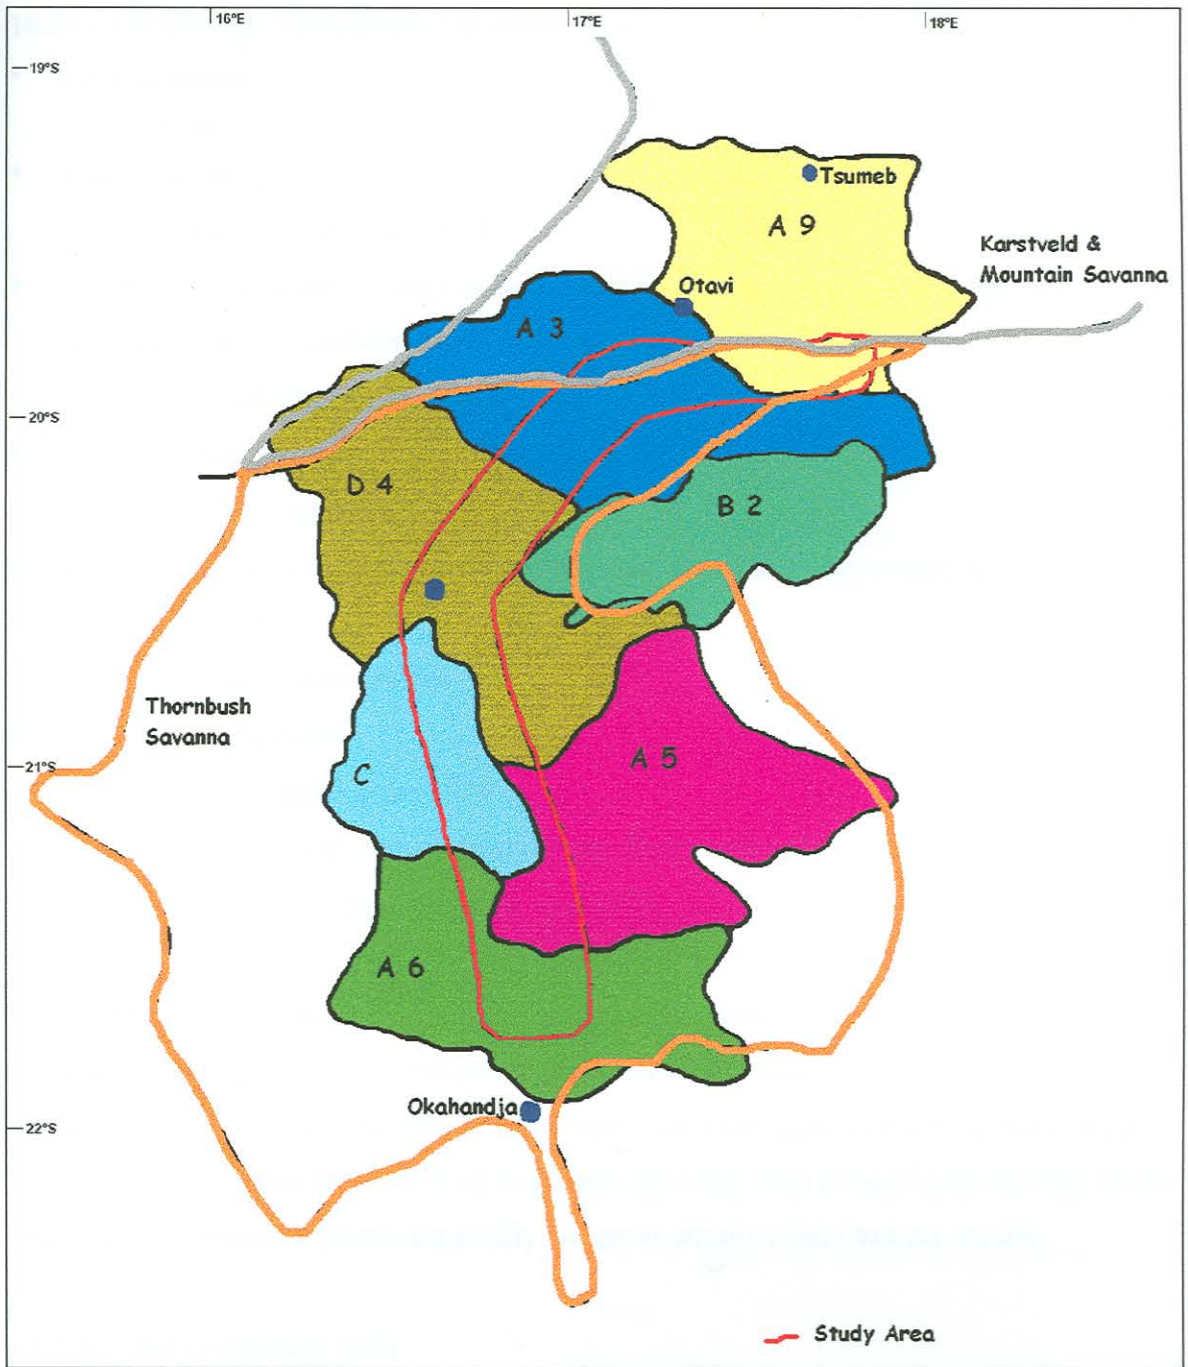 16°E
17°E
18°E
19°S
Tsumeb
A 9
Karstveld &
Mountain Savanna
Otavi
A 3
20°S
D 4
B 2
Thornbush
Savanna
21°S
C
A 5
A 6
Okahandja
22°S
Study Area